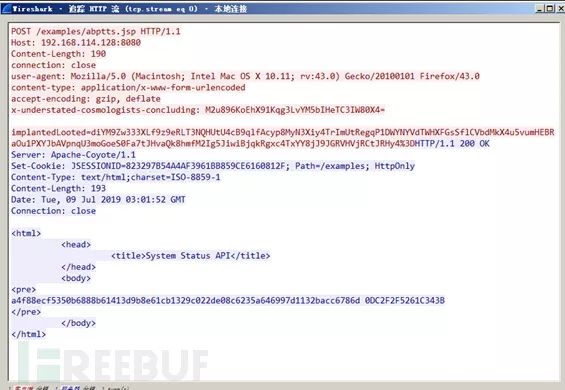 Wireshark · 追踪 HTTP 流 (tcp.stream eq 0) · 本地连接
POST /examples/abptts.jsp HTTP/1.1
Host: 192.168.114.128:8080
Content-Length: 190
connection: close
user-agent: Mozilla/5.0 (Macintosh; Intel Mac OS X 10.11; rv:43.0) Gecko/20100101 Firefox/43.0
content-type: application/x-www-form-urlencoded
accept-encoding: gzip, deflate
x-understated-cosmologists-concluding: M2u896KoEhX91Kqg3LvYM5bIHeTC3IW80X4=
implantedLooted=diYM9Zw333XLf9z9eRLT3NQHUtU4cB9qlfAcyp8MyN3Xiy4TrImUtRegqP1DWYNYVdTWHXFGsSflCVbdMkX4u5vumHEBR
aOu1PXYJbAVpnqU3moGoeS0Fa7tJHvaQk8hmfM2Ig5JiwiBjqkRgxc4TxYY8jJ9JGRVHVjRCtJRHy4%3DHTTP/1.1 200 OK
Server: Apache-Coyote/1.1
Set-Cookie: JSESSIONID=823297B54A4AF3961BB859CE6160812F; Path=/examples; HttpOnly
Content-Type: text/html;charset=ISO-8859-1
Content-Length: 193
Date: Tue, 09 Jul 2019 03:01:52 GMT
Connection: close
<html>
<head>
<title>System Status API</title>
</head>
<body>
<pre>
a4f88ecf5350b6888b61413d9b8e61cb1329c022de08c6235a646997d1132bacc6786d 0DC2F2F5261C343B
</pre>
</body>
</html>
FREEBUF